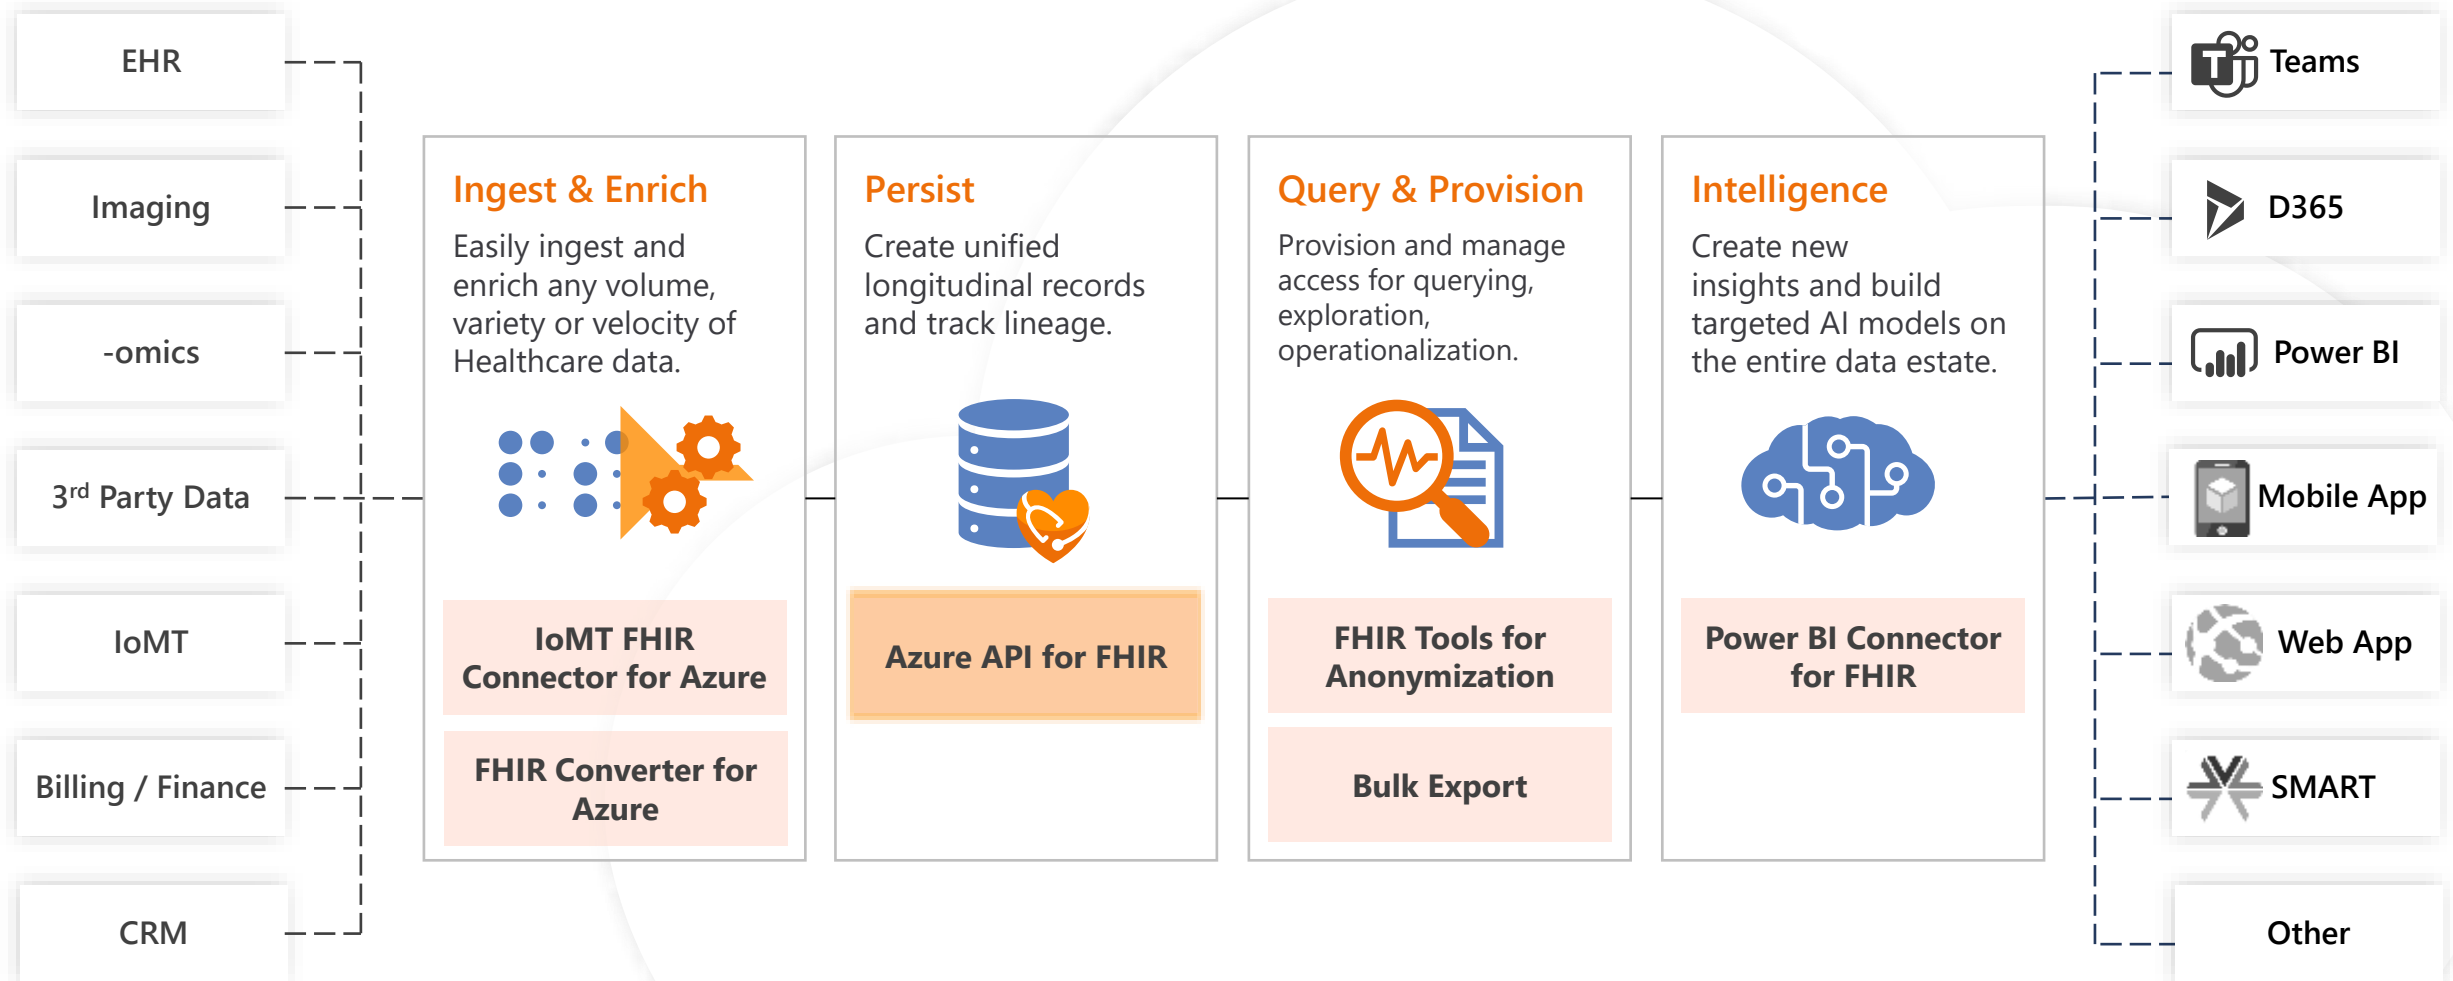 EHR
Imaging
-omics
3rd Party Data
IoMT
Billing / Finance
CRM
Ingest & Enrich
Easily ingest and
enrich any volume,
variety or velocity of
Healthcare data.
IoMT FHIR
Connector for Azure
FHIR Converter for
Azure
Persist
Create unified
longitudinal records
and track lineage.
Azure API for FHIR
Query & Provision
Provision and manage
access for querying,
exploration,
operationalization.
FHIR Tools for
Anonymization
Bulk Export
Intelligence
Create new
insights and build
targeted AI models on
the entire data estate.
Power BI Connector
for FHIR
T
Teams
D365
Power BI
Mobile App
Web App
SMART
Other